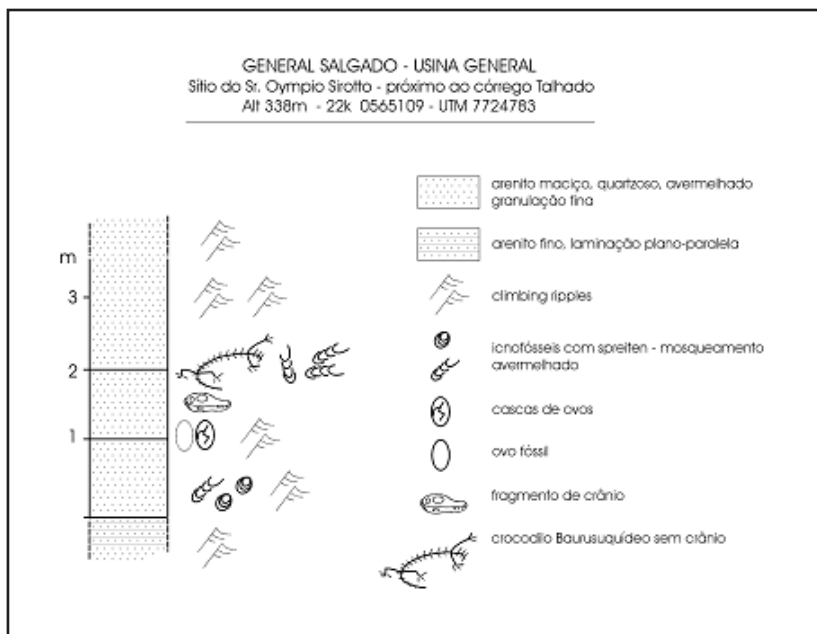 GENERAL SALGADO - USINA GENERAL
Sítio do Sr. Oympio Sirotto - próximo ao córrego Talhado
Alt 338m - 22k 0565109 - UTM 7724783
arenito maciço, quartzoso, avermelhado
granulação fina
arenito fino, laminação plano-paralela
m
3
climbing ripples
icnofósseis com spreiten - mosqueamento
avermelhado
2
cascas de ovos
1
ovo fóssil
fragmento de crânio
crocodilo Baurusuquídeo sem crânio